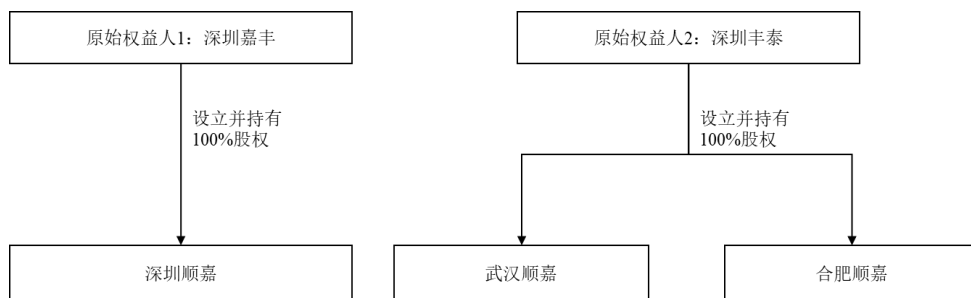 原始权益人1：深圳嘉丰
原始权益人2：深圳丰泰
设立并持有
100%股权
设立并持有
100%股权
深圳顺嘉
武汉顺嘉
合肥顺嘉